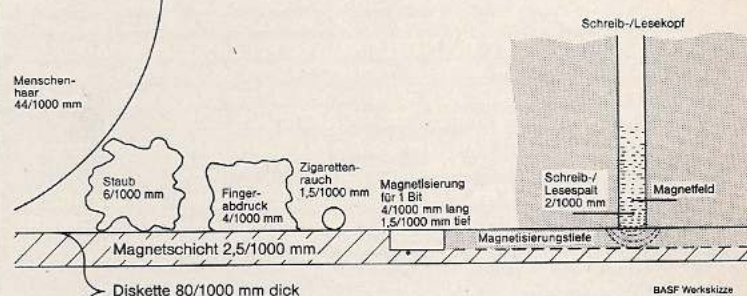 Schreib-/Lesekopf
Menschen-
haar
44/1000 mm
Staub
6/1000 mm
Finger-
abdruck
4/1000 mm
Zigaretten-
rauch
1,5/1000 mm
Magnetisierung
für 1 Bit
4/1000 mm lang
1,5/1000 mm tief
Schreib-/
Lesespalt
2/1000 mm
Magnetfeld
Magnetschicht 2,5/1000 mm
Magnetisierungstiefe
Diskette 80/1000 mm dick
BASF Werkskizze